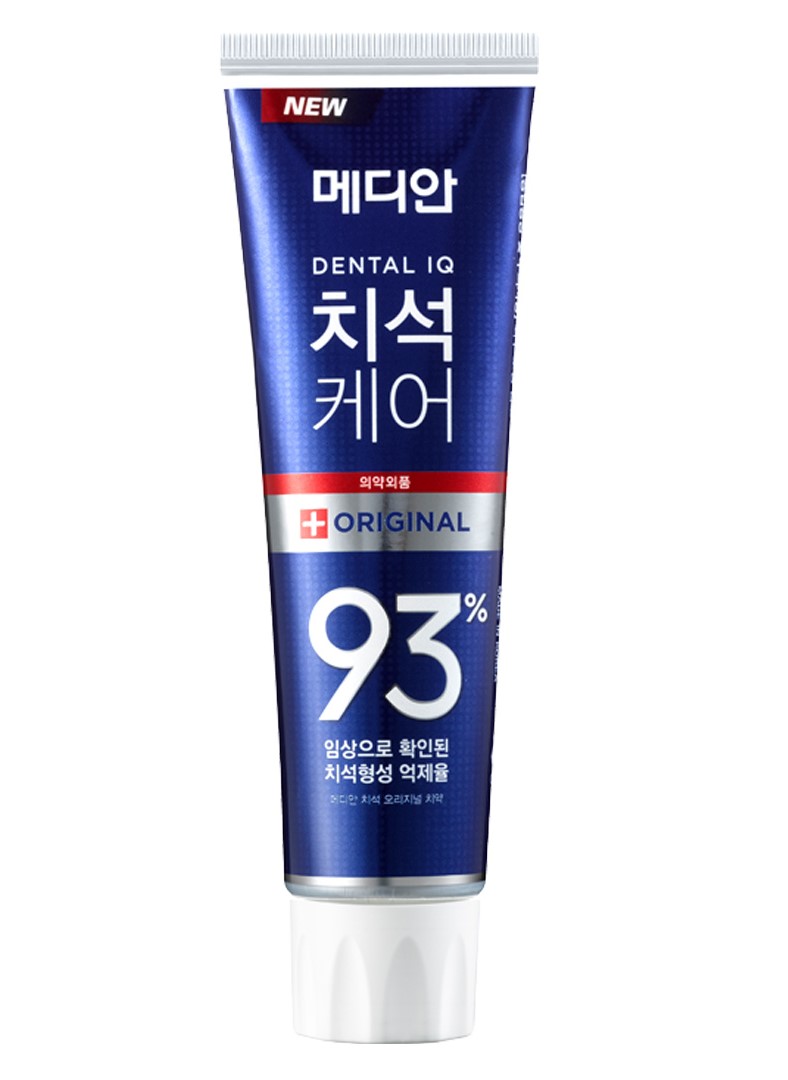 NEW
메디안
DENTAL IQ
치석
케어
의약외품
ORIGINAL
93%
임상으로 확인된
치석형성 억제율
메디안 치석 오리지널 치약